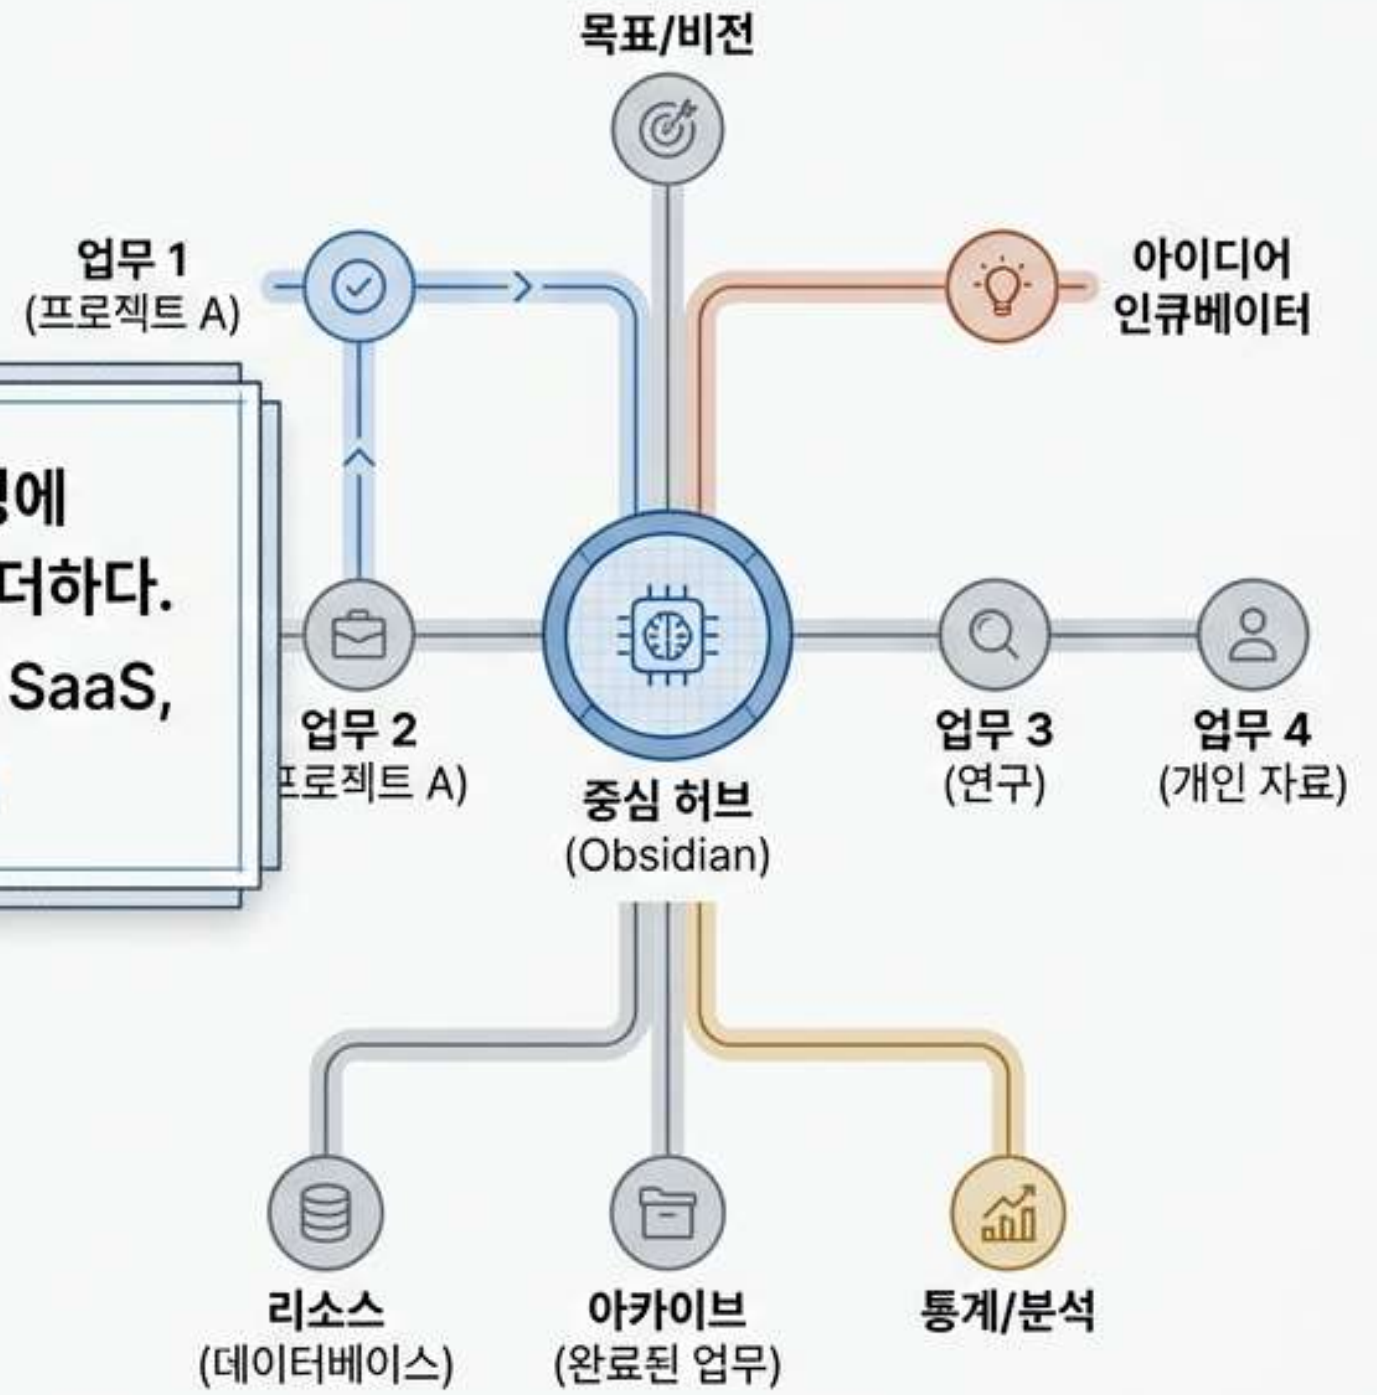 목표/비전
업무 1
(프로젝트 A)
아이디어
인큐베이터
더하다.
SaaS,
업무 2
프로젝트 A)
중심 허브
(Obsidian)
업무 3
(연구)
업무 4
(개인 자료)
리소스
(데이터베이스)
아카이브
(완료된 업무)
통계/분석